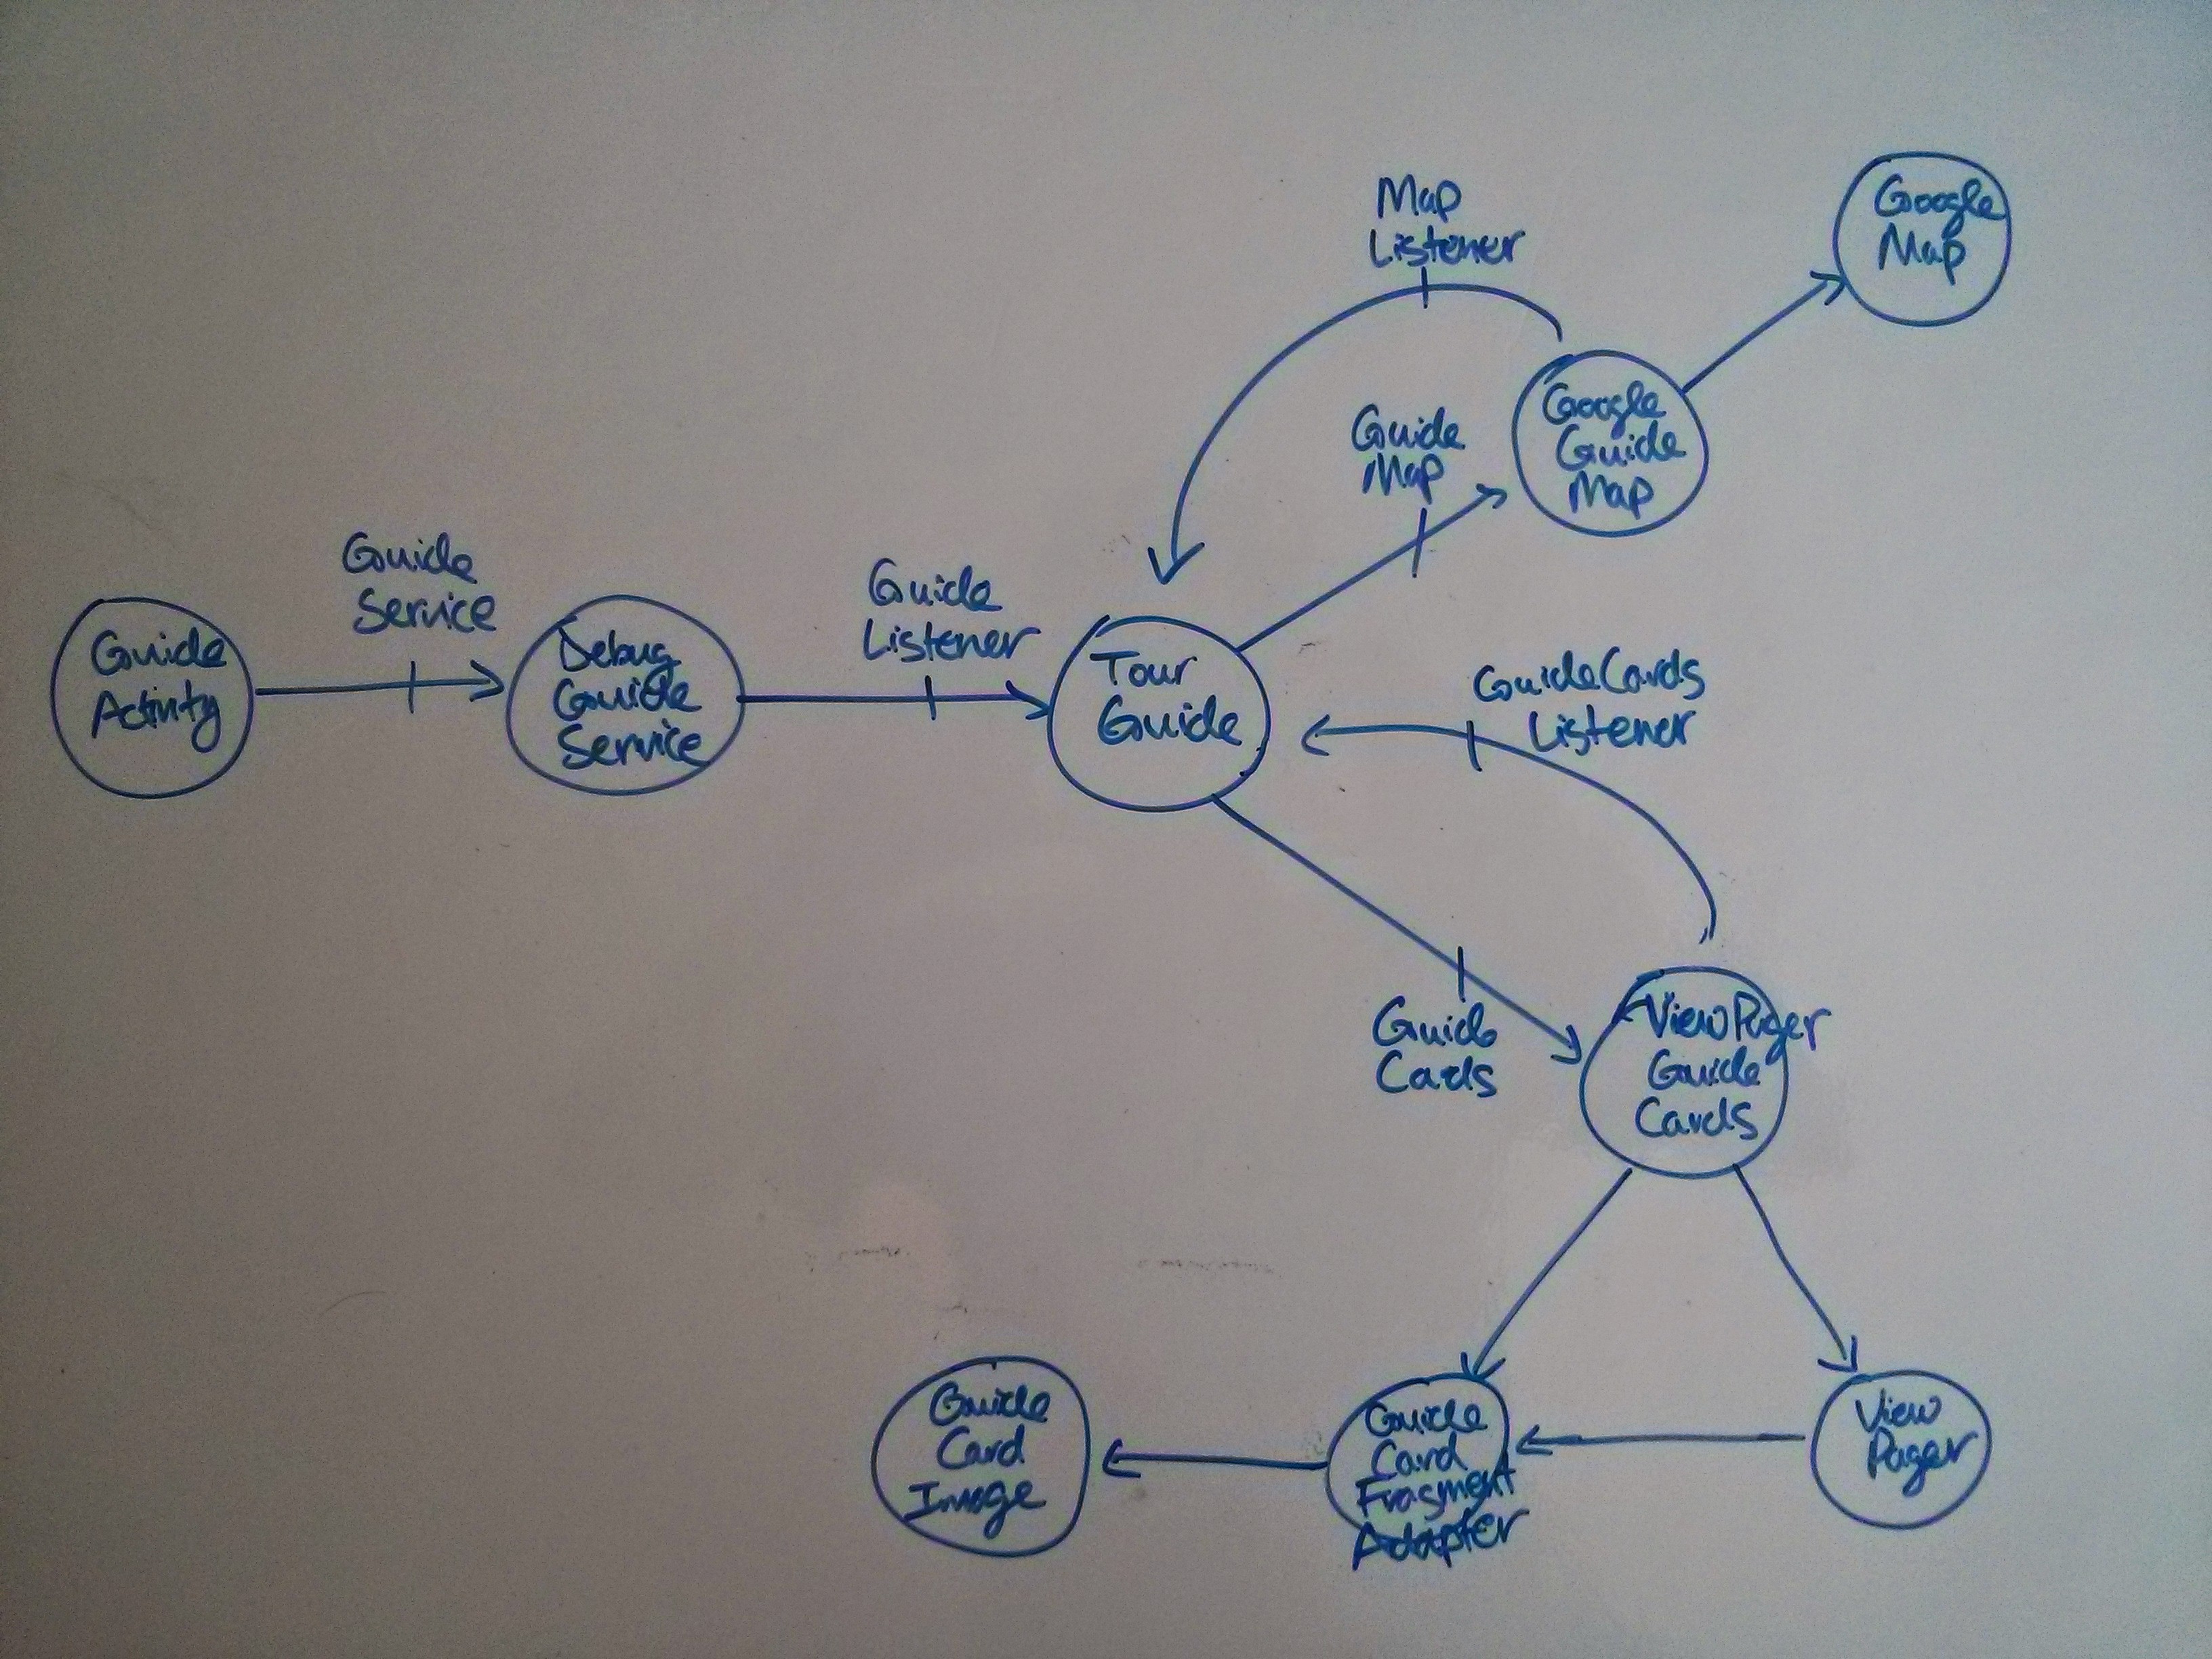 Guide
Activity
Guide
Service
Debug
Guide
Service
Guide
Listener
Tour
Guide
Map
Listener
Guide
Map
Google
Guide
Map
Google
Map
GuideCards
Listener
Guide
Cards
ViewPager
Guide
Cards
View
Pager
Guide
Card
Fragment
Adapter
Guide
Card
Image